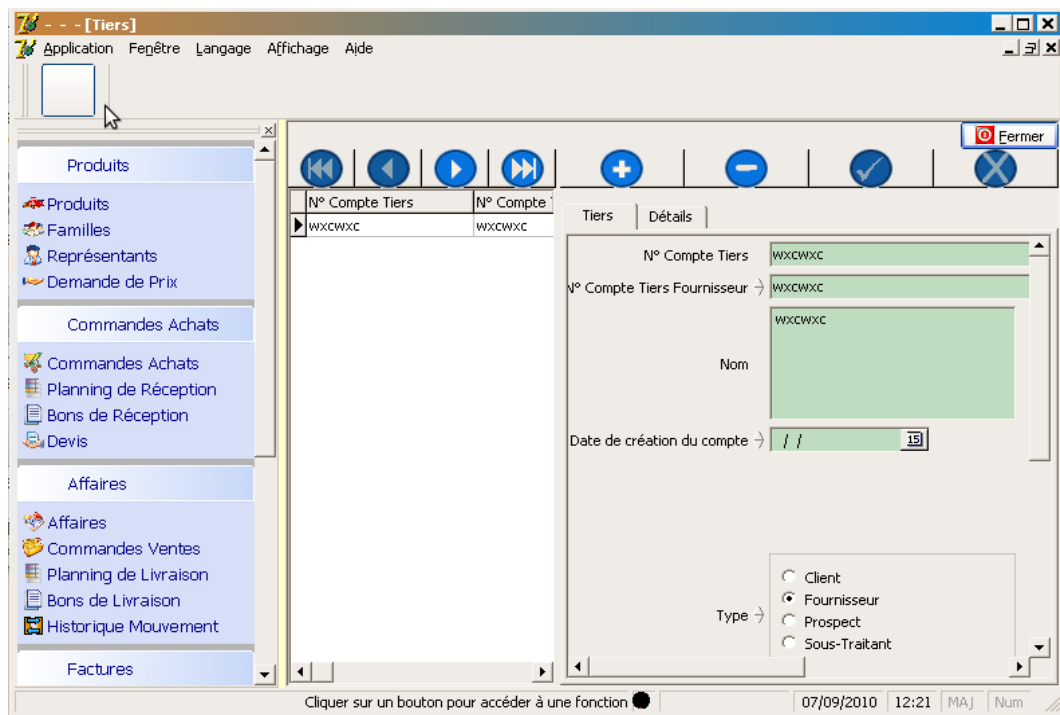 - - - [Tiers]
Application Fenêtre Langage Affichage Aide
Fermer
Produits
Produits
Familles
Représentants
Demande de Prix
Commandes Achats
Commandes Achats
Planning de Réception
Bons de Réception
Devis
Affaires
Affaires
Commandes Ventes
Planning de Livraison
Bons de Livraison
Historique Mouvement
Factures
N° Compte Tiers N° Compte
wxcwxc wxcwxc
Tiers Détails
N° Compte Tiers wxcwxc
N° Compte Tiers Fournisseur wxcwxc
Nom wxcwxc
Date de création du compte / / 15
Type
Client
Fournisseur
Prospect
Sous-Traitant
Cliquer sur un bouton pour accéder à une fonction 07/09/2010 12:21 MAJ Num